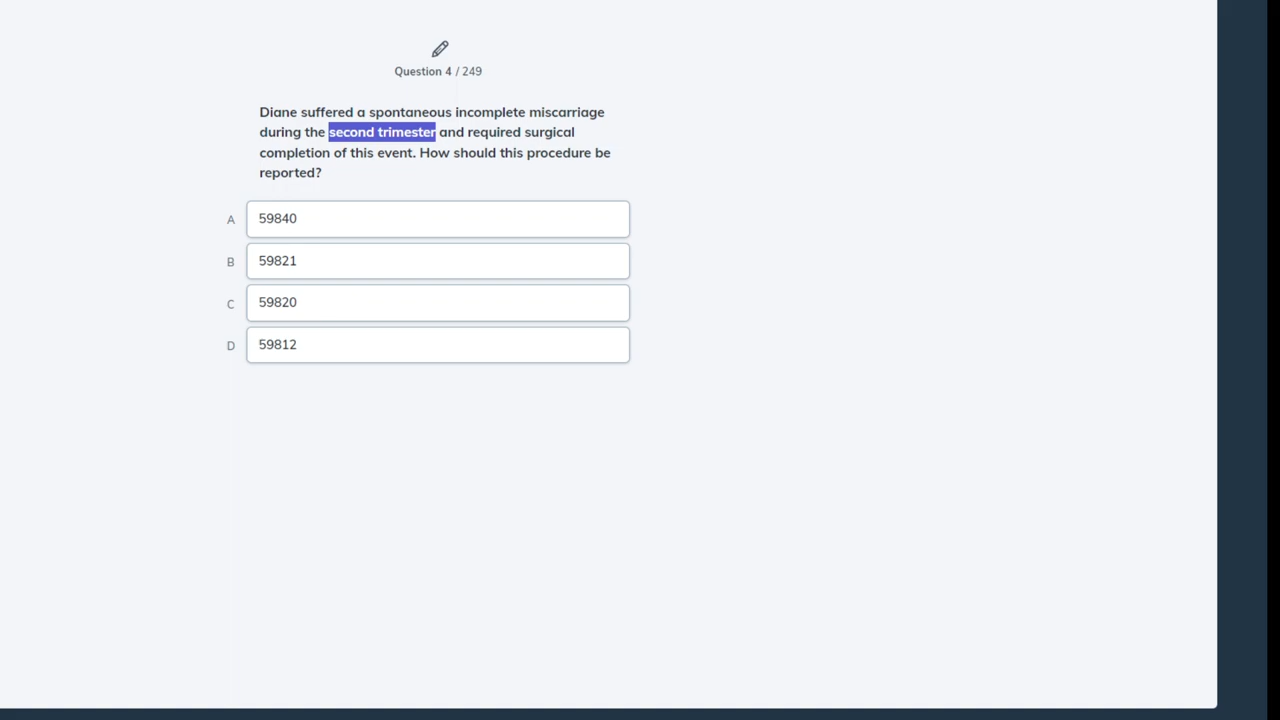 Question 4 / 249
Diane suffered a spontaneous incomplete miscarriage
during the second trimester and required surgical
completion of this event. How should this procedure be
reported?
A 59840
B 59821
C 59820
D 59812